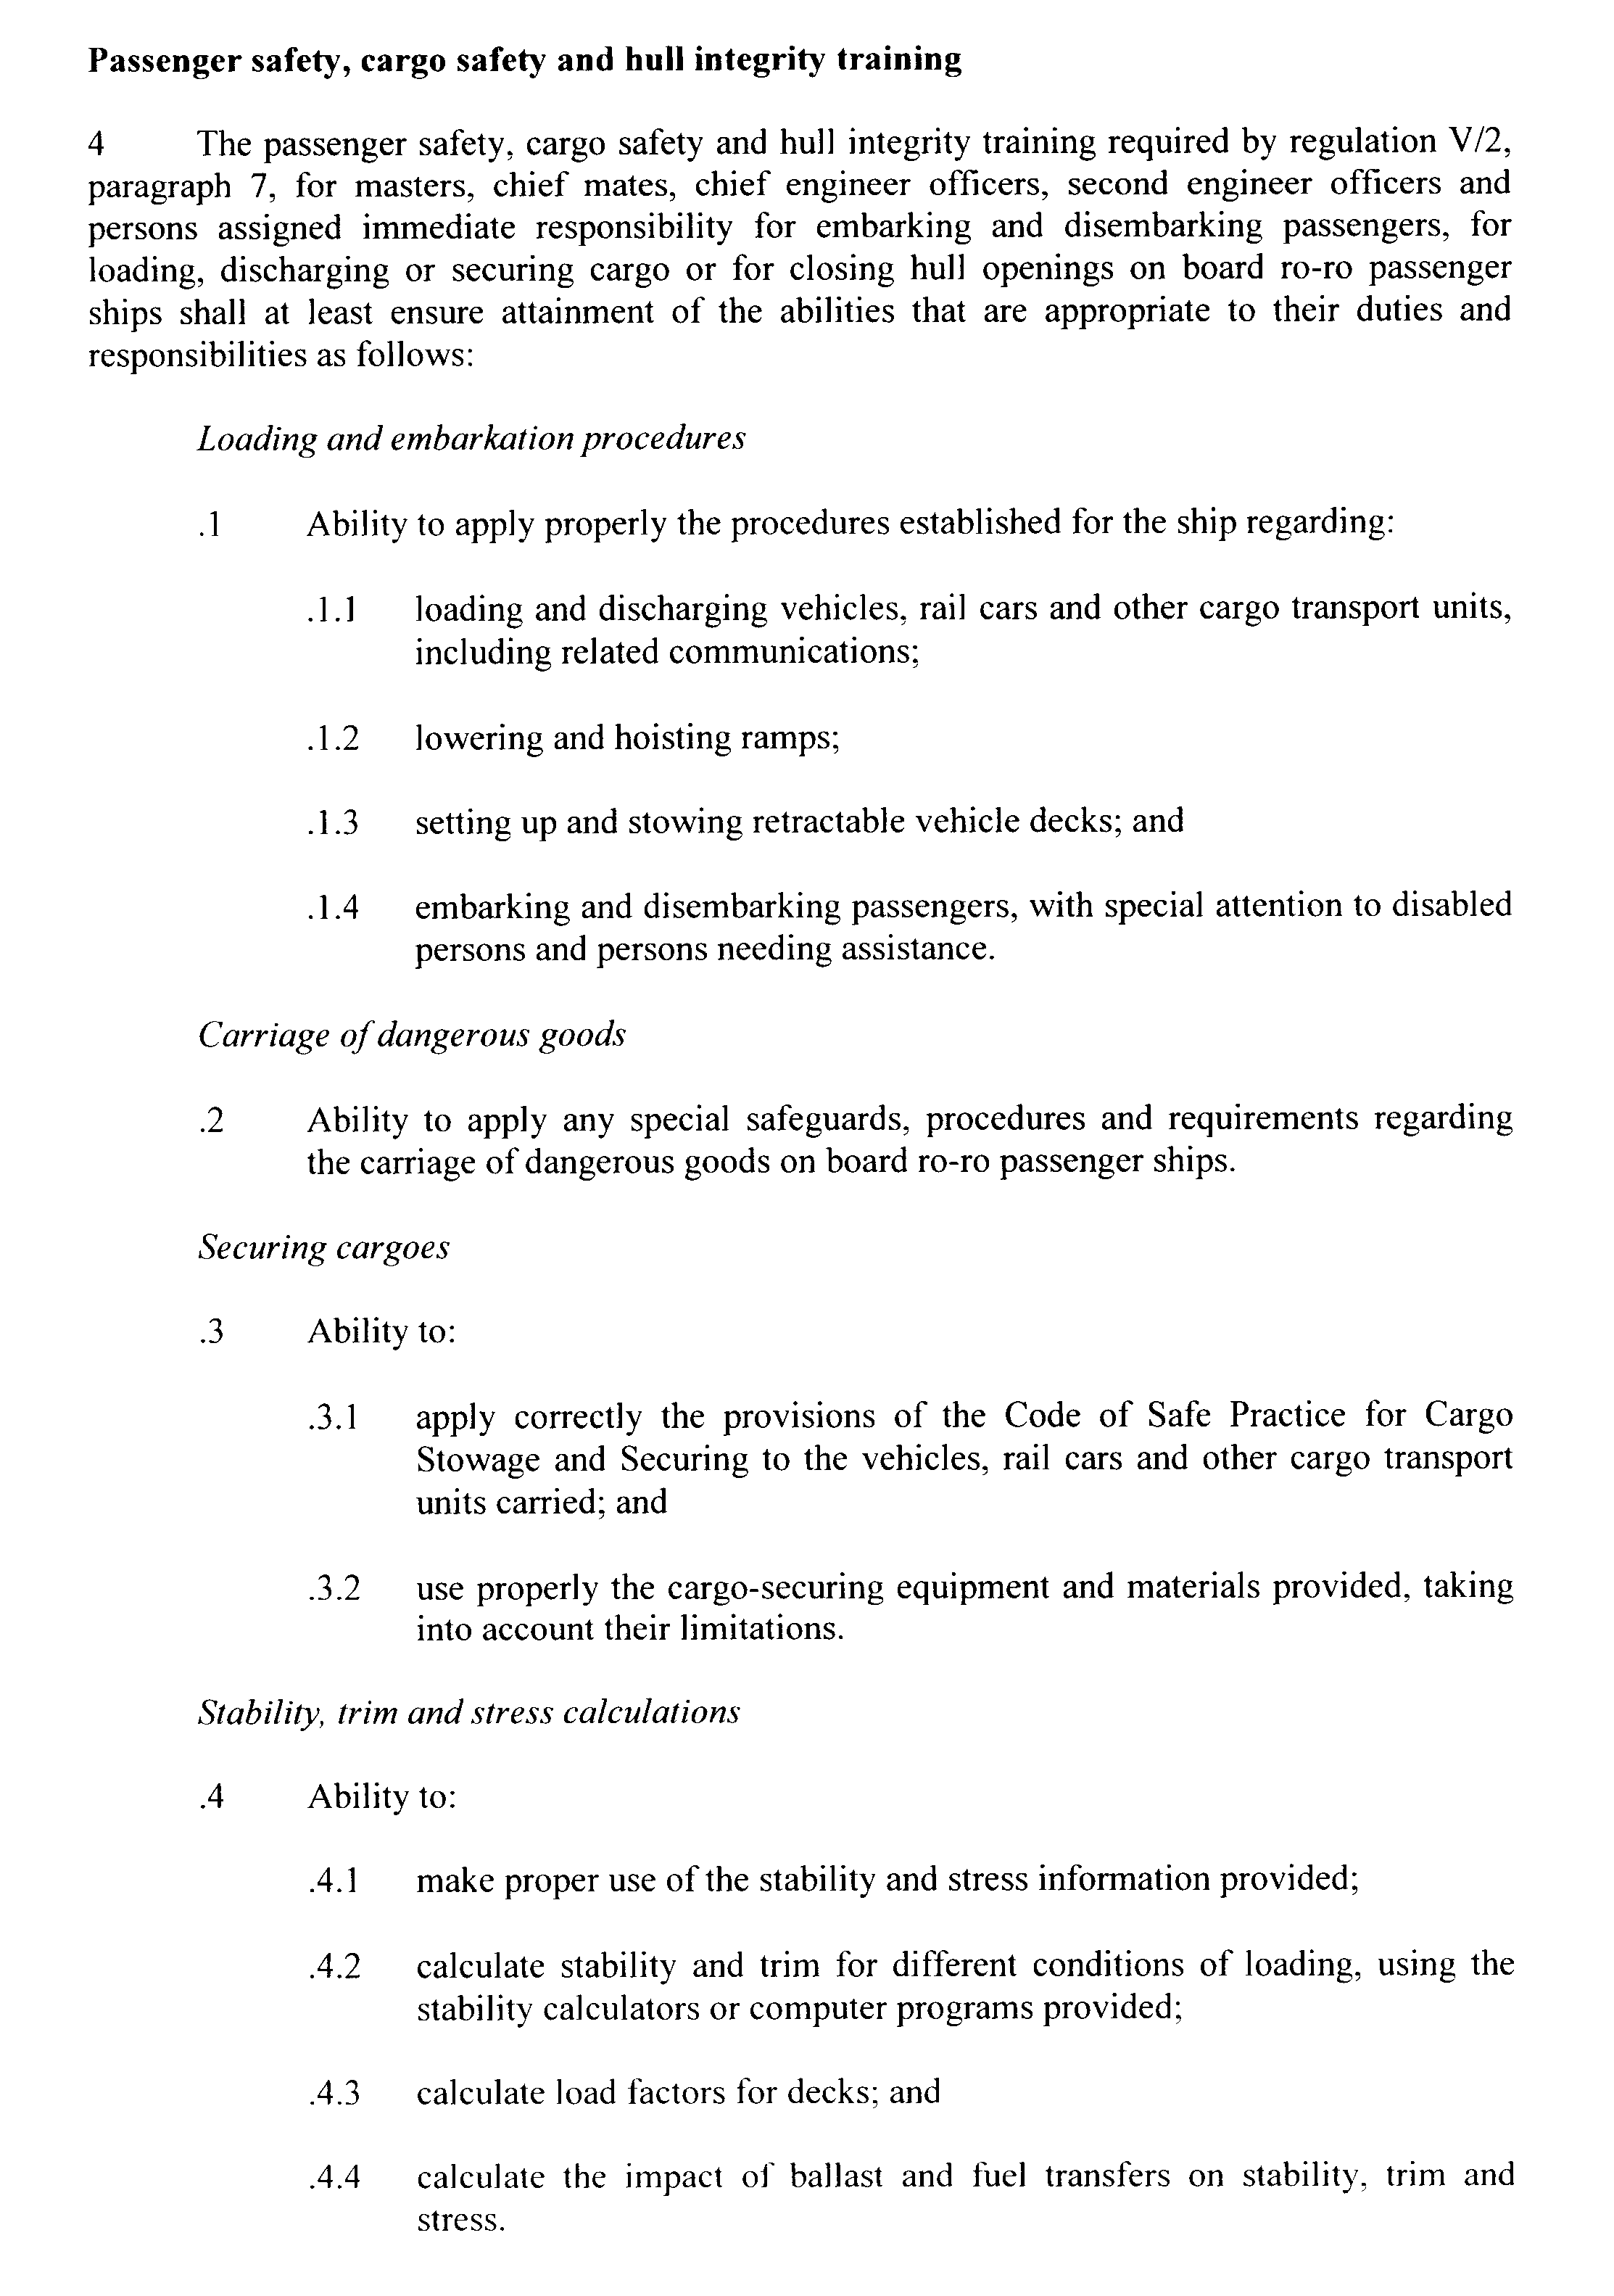 Passenger safety, cargo safety and hull integrity training
4 The passenger safety, cargo safety and hull integrity training required by regulation V/2,
paragraph 7, for masters, chief mates, chief engineer officers, second engineer officers and
persons assigned immediate responsibility for embarking and disembarking passengers, for
loading, discharging or securing cargo or for closing hull openings on board ro-ro passenger
ships shall at least ensure attainment of the abilities that are appropriate to their duties and
responsibilities as follows:
Loading and embarkation procedures
.1 Ability to apply properly the procedures established for the ship regarding:
.1.1 loading and discharging vehicles, rail cars and other cargo transport units,
including related communications;
.1.2 lowering and hoisting ramps;
.1.3 setting up and stowing retractable vehicle decks; and
.1.4 embarking and disembarking passengers, with special attention to disabled
persons and persons needing assistance.
Carriage of dangerous goods
.2 Ability to apply any special safeguards, procedures and requirements regarding
the carriage of dangerous goods on board ro-ro passenger ships.
Securing cargoes
.3 Ability to:
.3.1 apply correctly the provisions of the Code of Safe Practice for Cargo
Stowage and Securing to the vehicles, rail cars and other cargo transport
units carried; and
.3.2 use properly the cargo-securing equipment and materials provided, taking
into account their limitations.
Stability, trim and stress calculations
.4 Ability to:
.4.1 make proper use of the stability and stress information provided;
.4.2 calculate stability and trim for different conditions of loading, using the
stability calculators or computer programs provided;
.4.3 calculate load factors for decks; and
.4.4 calculate the impact of ballast and fuel transfers on stability, trim and
stress.